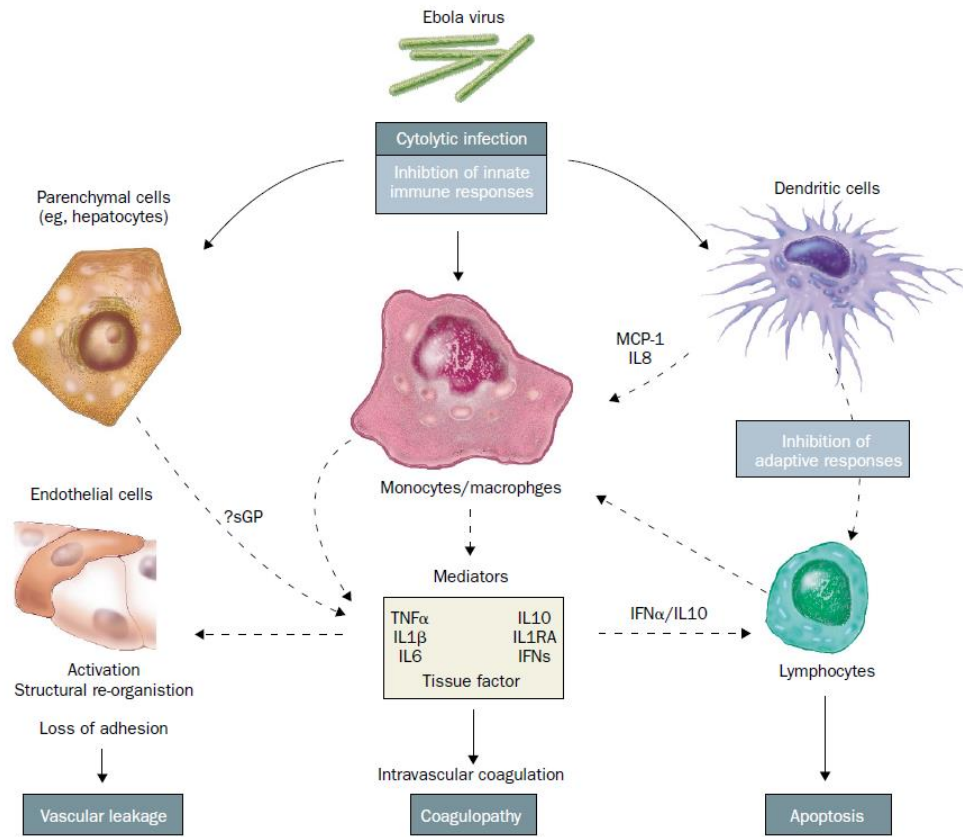 Ebola virus
Cytolytic infection
Inhibtion of innate
immune responses
Parenchymal cells
(eg, hepatocytes)
Dendritic cells
MCP-1
IL8
Inhibition of
adaptive responses
Monocytes/macrophges
Endothelial cells
?sGP
Mediators
TNFα IL10
IL1β IL1RA
IL6 IFNs
Tissue factor
IFNα/IL10
Lymphocytes
Activation
Structural re-organistion
Loss of adhesion
Intravascular coagulation
Vascular leakage
Coagulopathy
Apoptosis